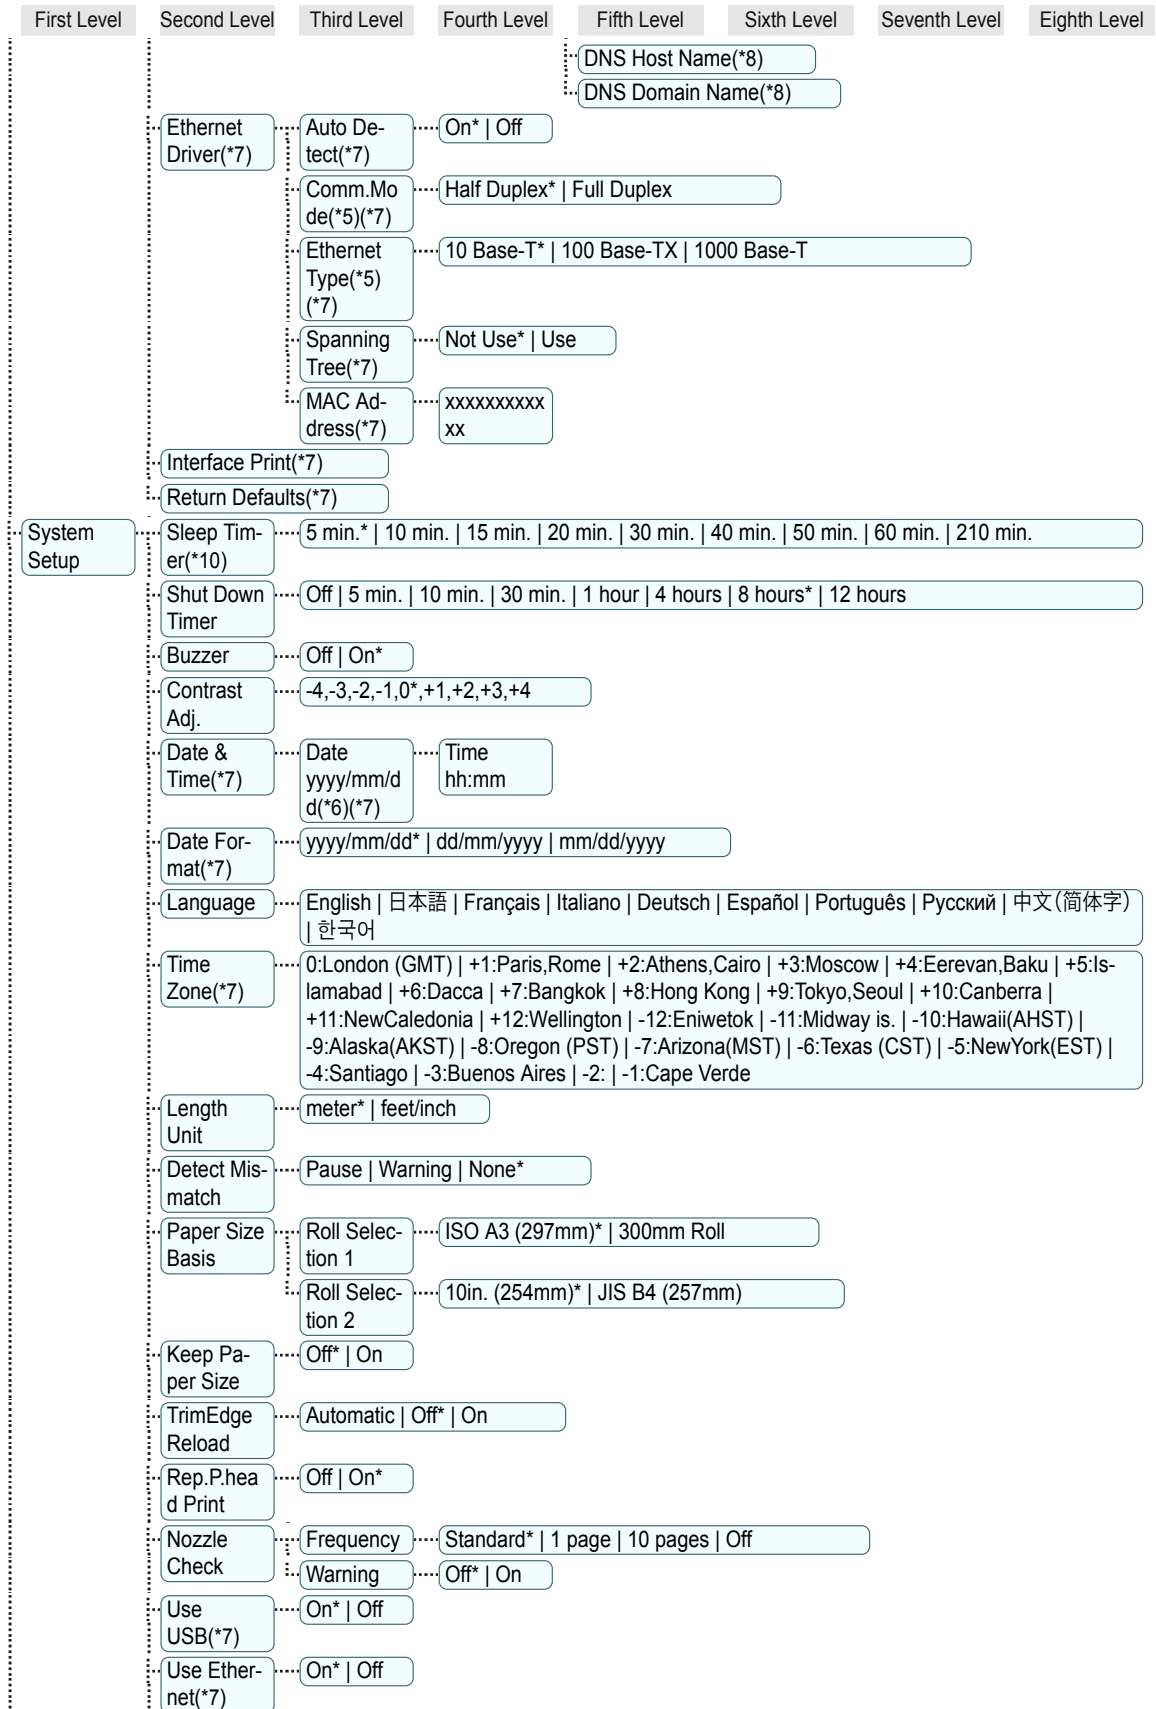 First Level Second Level Third Level Fourth Level Fifth Level Sixth Level Seventh Level Eighth Level
DNS Host Name(*8)
DNS Domain Name(*8)
Ethernet
Driver(*7)
Auto De-
tect(*7)
On* | Off
Comm.Mo
de(*5)(*7)
Half Duplex* | Full Duplex
Ethernet
Type(*5)
(*7)
10 Base-T* | 100 Base-TX | 1000 Base-T
Spanning
Tree(*7)
Not Use* | Use
MAC Ad-
dress(*7)
xxxxxxxxxx
xx
Interface Print(*7)
Return Defaults(*7)
System
Setup
Sleep Tim-
er(*10)
5 min.* | 10 min. | 15 min. | 20 min. | 30 min. | 40 min. | 50 min. | 60 min. | 210 min.
Shut Down
Timer
Off | 5 min. | 10 min. | 30 min. | 1 hour | 4 hours | 8 hours* | 12 hours
Buzzer
Off | On*
Contrast
Adj.
-4,-3,-2,-1,0*,+1,+2,+3,+4
Date &
Time(*7)
Date
yyyy/mm/d
d(*6)(*7)
Time
hh:mm
Date For-
mat(*7)
yyyy/mm/dd* | dd/mm/yyyy | mm/dd/yyyy
Language
English | 日本語 | Français | Italiano | Deutsch | Español | Português | Русский | 中文(简体字)
| 한국어
Time
Zone(*7)
0:London (GMT) | +1:Paris,Rome | +2:Athens,Cairo | +3:Moscow | +4:Eerevan,Baku | +5:Is-
lamabad | +6:Dacca | +7:Bangkok | +8:Hong Kong | +9:Tokyo,Seoul | +10:Canberra |
+11:NewCaledonia | +12:Wellington | -12:Eniwetok | -11:Midway is. | -10:Hawaii(AHST) |
-9:Alaska(AKST) | -8:Oregon (PST) | -7:Arizona(MST) | -6:Texas (CST) | -5:NewYork(EST) |
-4:Santiago | -3:Buenos Aires | -2: | -1:Cape Verde
Length
Unit
meter* | feet/inch
Detect Mis-
match
Pause | Warning | None*
Paper Size
Basis
Roll Selec-
tion 1
ISO A3 (297mm)* | 300mm Roll
Roll Selec-
tion 2
10in. (254mm)* | JIS B4 (257mm)
Keep Pa-
per Size
Off* | On
TrimEdge
Reload
Automatic | Off* | On
Rep.P.hea
d Print
Off | On*
Nozzle
Check
Frequency
Standard* | 1 page | 10 pages | Off
Warning
Off* | On
Use
USB(*7)
On* | Off
Use Ether-
net(*7)
On* | Off